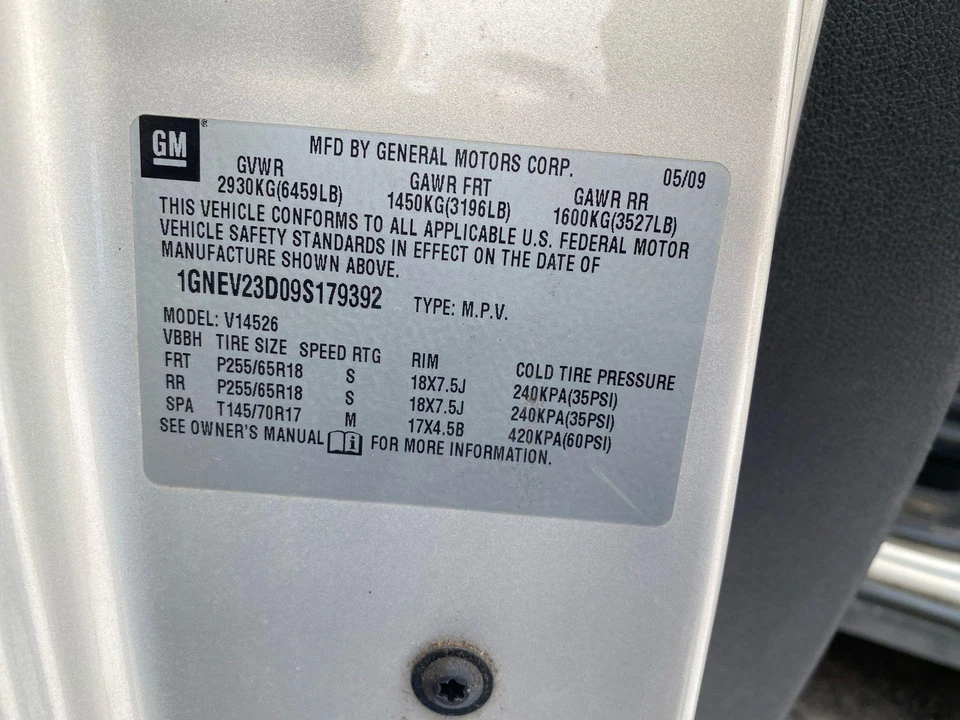 GM®
MFD BY GENERAL MOTORS CORP. 05/09
GVWR GAWR FRT GAWR RR
2930KG(6459LB) 1450KG(3196LB) 1600KG(3527LB)
THIS VEHICLE CONFORMS TO ALL APPLICABLE U.S. FEDERAL MOTOR
VEHICLE SAFETY STANDARDS IN EFFECT ON THE DATE OF
MANUFACTURE SHOWN ABOVE.
1GNEV23D09S179392 TYPE: M.P.V.
MODEL: V14526
VBBH TIRE SIZE SPEED RTG RIM COLD TIRE PRESSURE
FRT P255/65R18 S 18X7.5J 240KPA(35PSI)
RR P255/65R18 S 18X7.5J 240KPA(35PSI)
SPA T145/70R17 M 17X4.5B 420KPA(60PSI)
SEE OWNER'S MANUAL i FOR MORE INFORMATION.